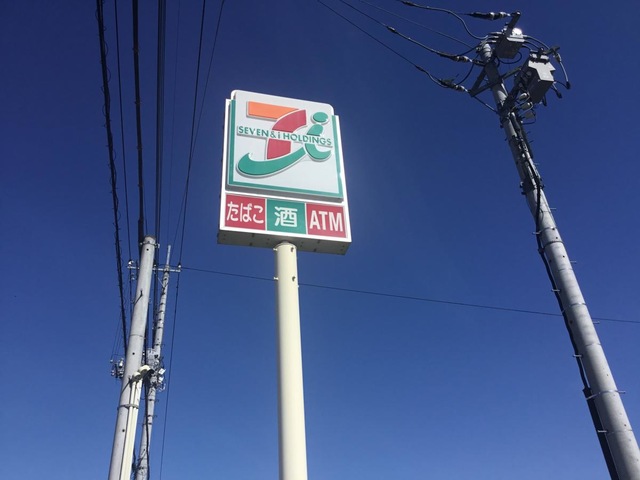 SEVEN & i HOLDINGS
たばこ 酒 ATM